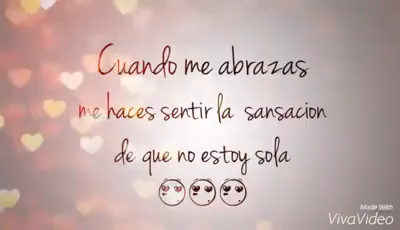 Cuando me abrazas
me haces sentir la sansacion
de que no estoy sola
Made With
VivaVideo